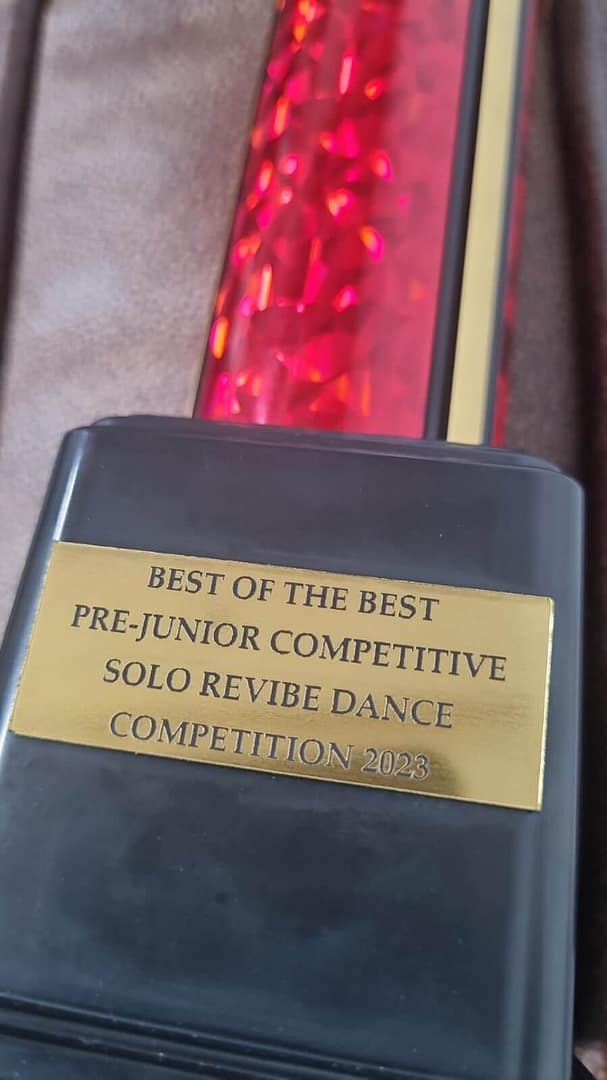 BEST OF THE BEST
PRE-JUNIOR COMPETITIVE
SOLO REVIBE DANCE
COMPETITION 2023